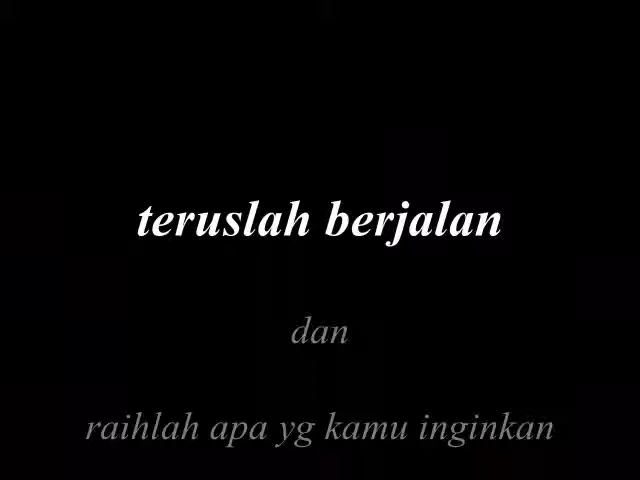 teruslah berjalan
dan
raihlah apa yg kamu inginkan